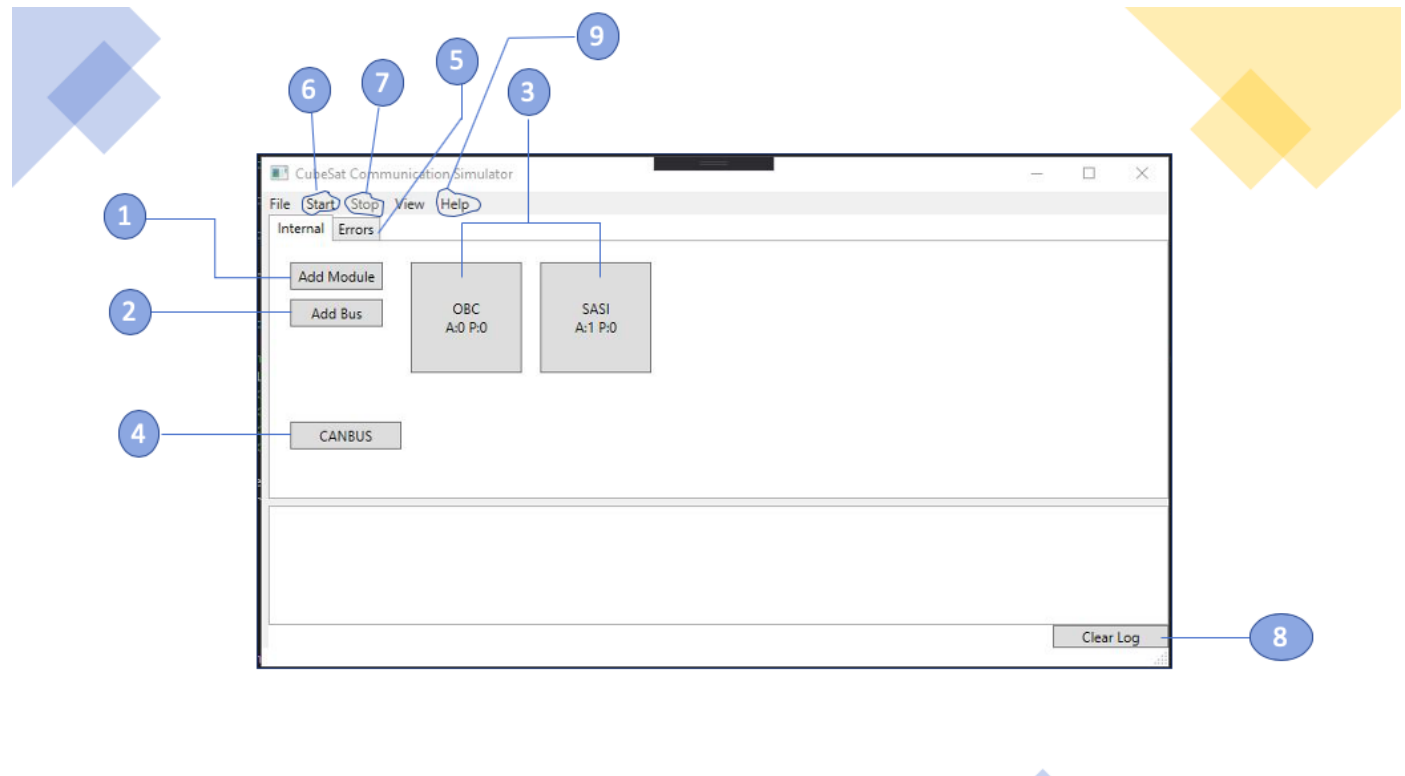 9
5
7
6
3
CubeSat Communication Simulator
File Start Stop View Help
1
Internal Errors
Add Module
2
Add Bus
OBC
A:0 P:0
SASI
A:1 P:0
4
CANBUS
Clear Log
8